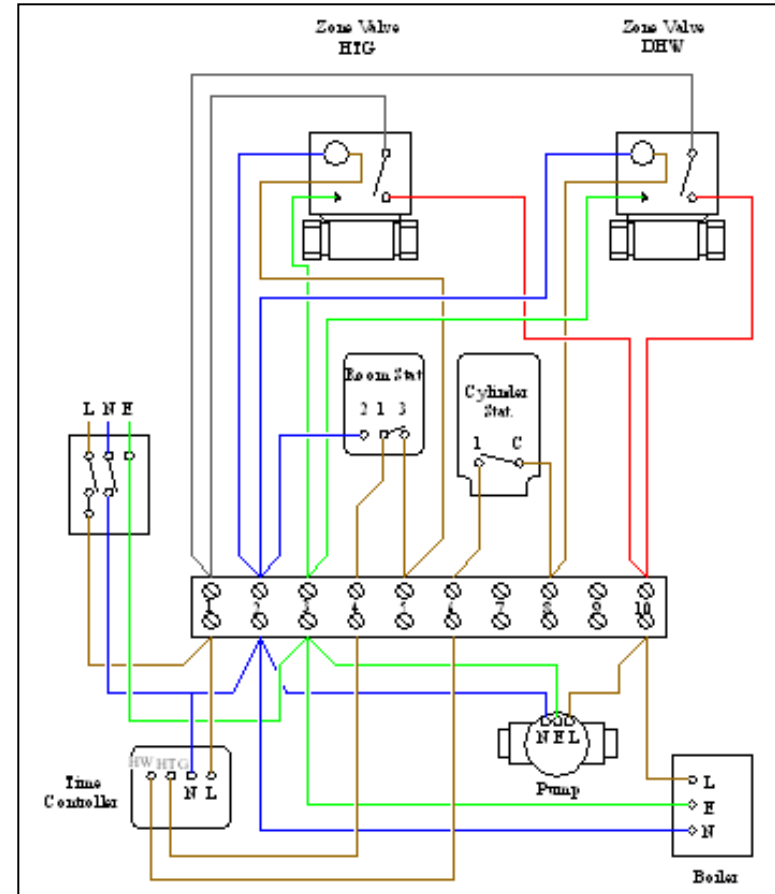 Zone Valve
HTG
Zone Valve
DHW
Room Stat
2 1 3
Cylinder
Stat.
1 C
L N E
1 2 3 4 5 6 7 8 9 10
HW HTG N L
Time
Controller
N E L
Pump
L
E
N
Boiler